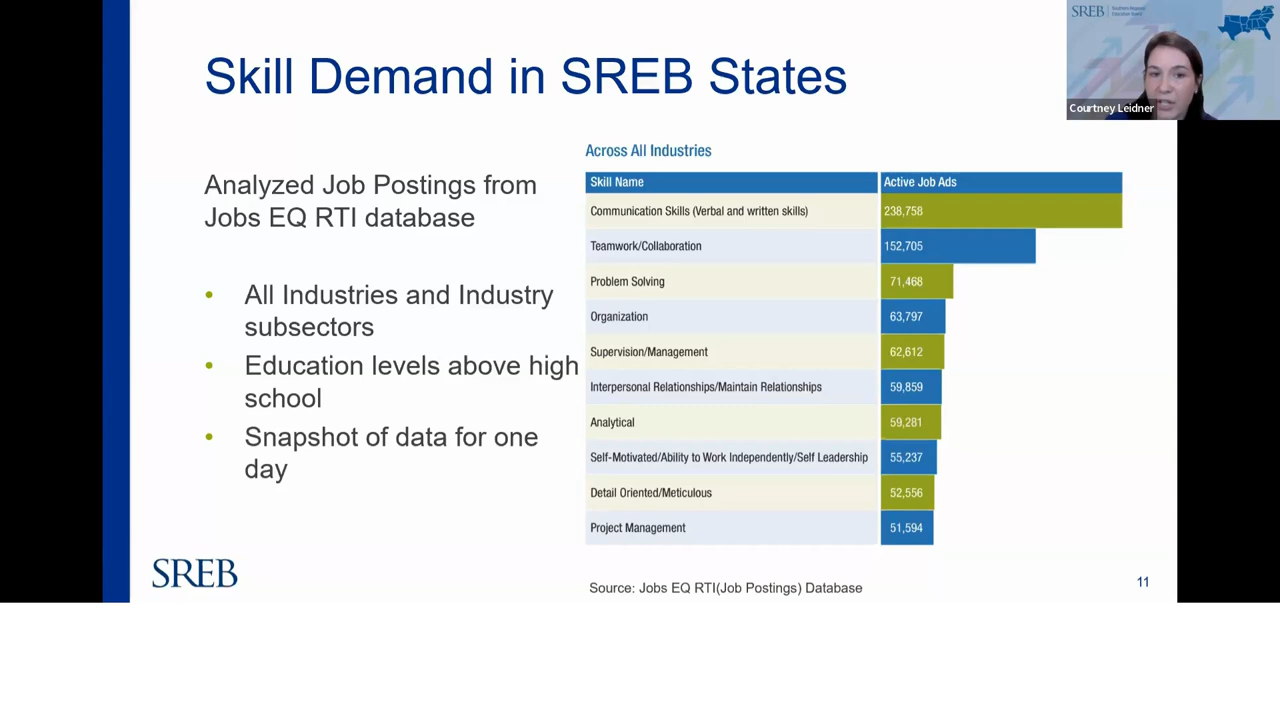 Skill Demand in SREB States
Analyzed Job Postings from
Jobs EQ RTI database
• All Industries and Industry
subsectors
• Education levels above high
school
• Snapshot of data for one
day
Across All Industries
Skill Name Active Job Ads
Communication Skills (Verbal and written skills) 238,758
Teamwork/Collaboration 152,705
Problem Solving 71,468
Organization 63,797
Supervision/Management 62,612
Interpersonal Relationships/Maintain Relationships 59,859
Analytical 59,281
Self-Motivated/Ability to Work Independently/Self Leadership 55,237
Detail Oriented/Meticulous 52,556
Project Management 51,594
Source: Jobs EQ RTI(Job Postings) Database
11
SREB
SREB
Southern Regional
Education Board
Courtney Leidner